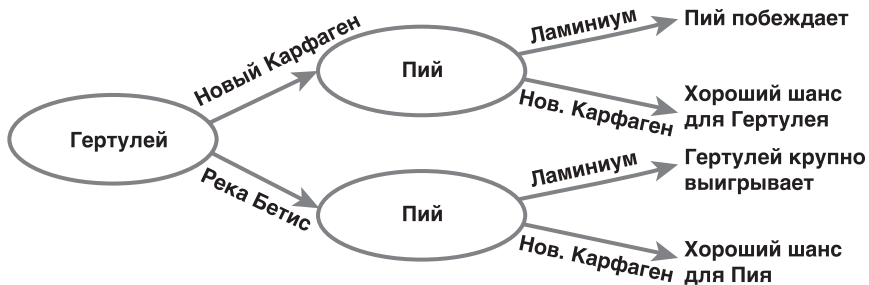 Гертулей
Новый Карфаген
Река Бетис
Пий
Ламиниум
Нов. Карфаген
Пий побеждает
Хороший шанс
для Гертулея
Пий
Ламиниум
Нов. Карфаген
Гертулей крупно
выигрывает
Хороший шанс
для Пия